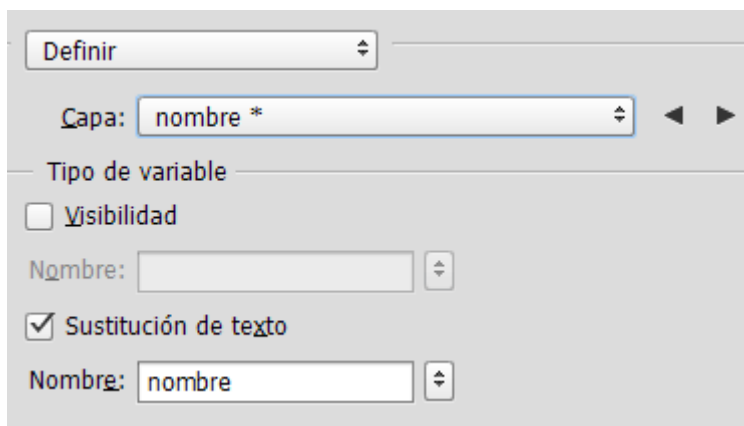 Definir
Capa: nombre *
Tipo de variable
Visibilidad
Nombre:
Sustitución de texto
Nombre: nombre